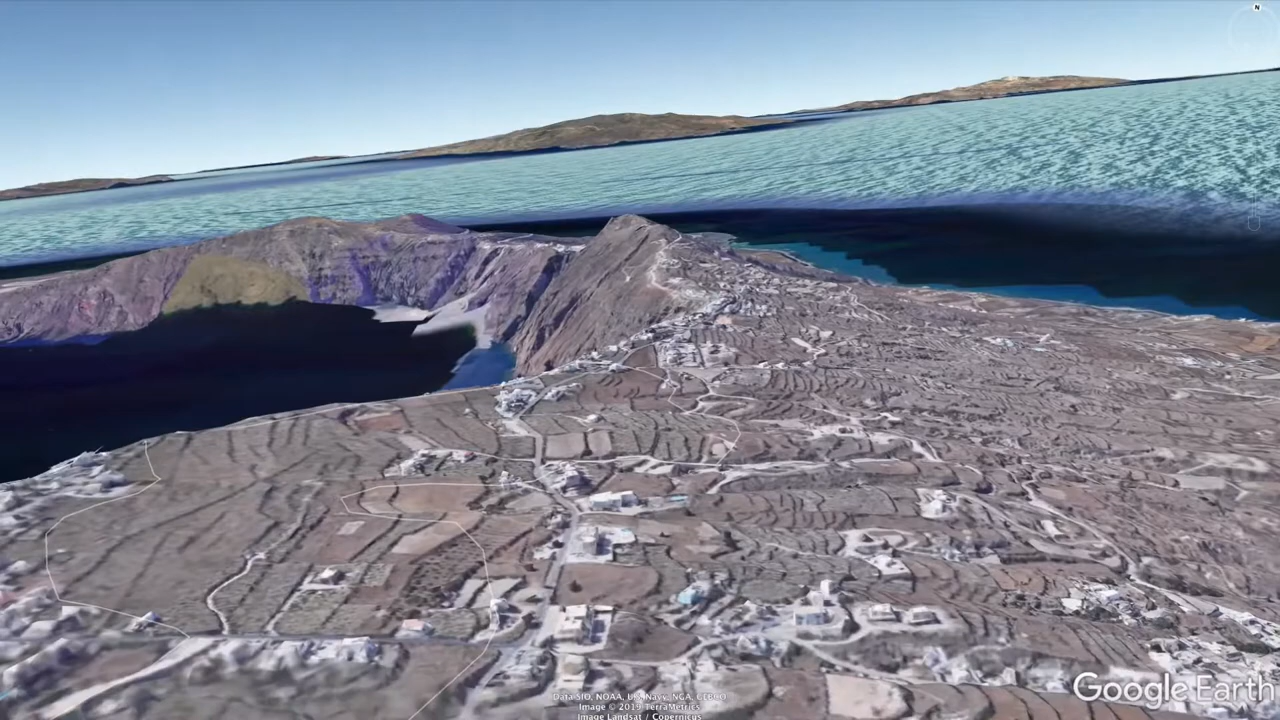 N
Data SIO, NOAA, U.S. Navy, NGA, GEBCO
Image © 2019 TerraMetrics
Image Landsat / Copernicus
Google Earth